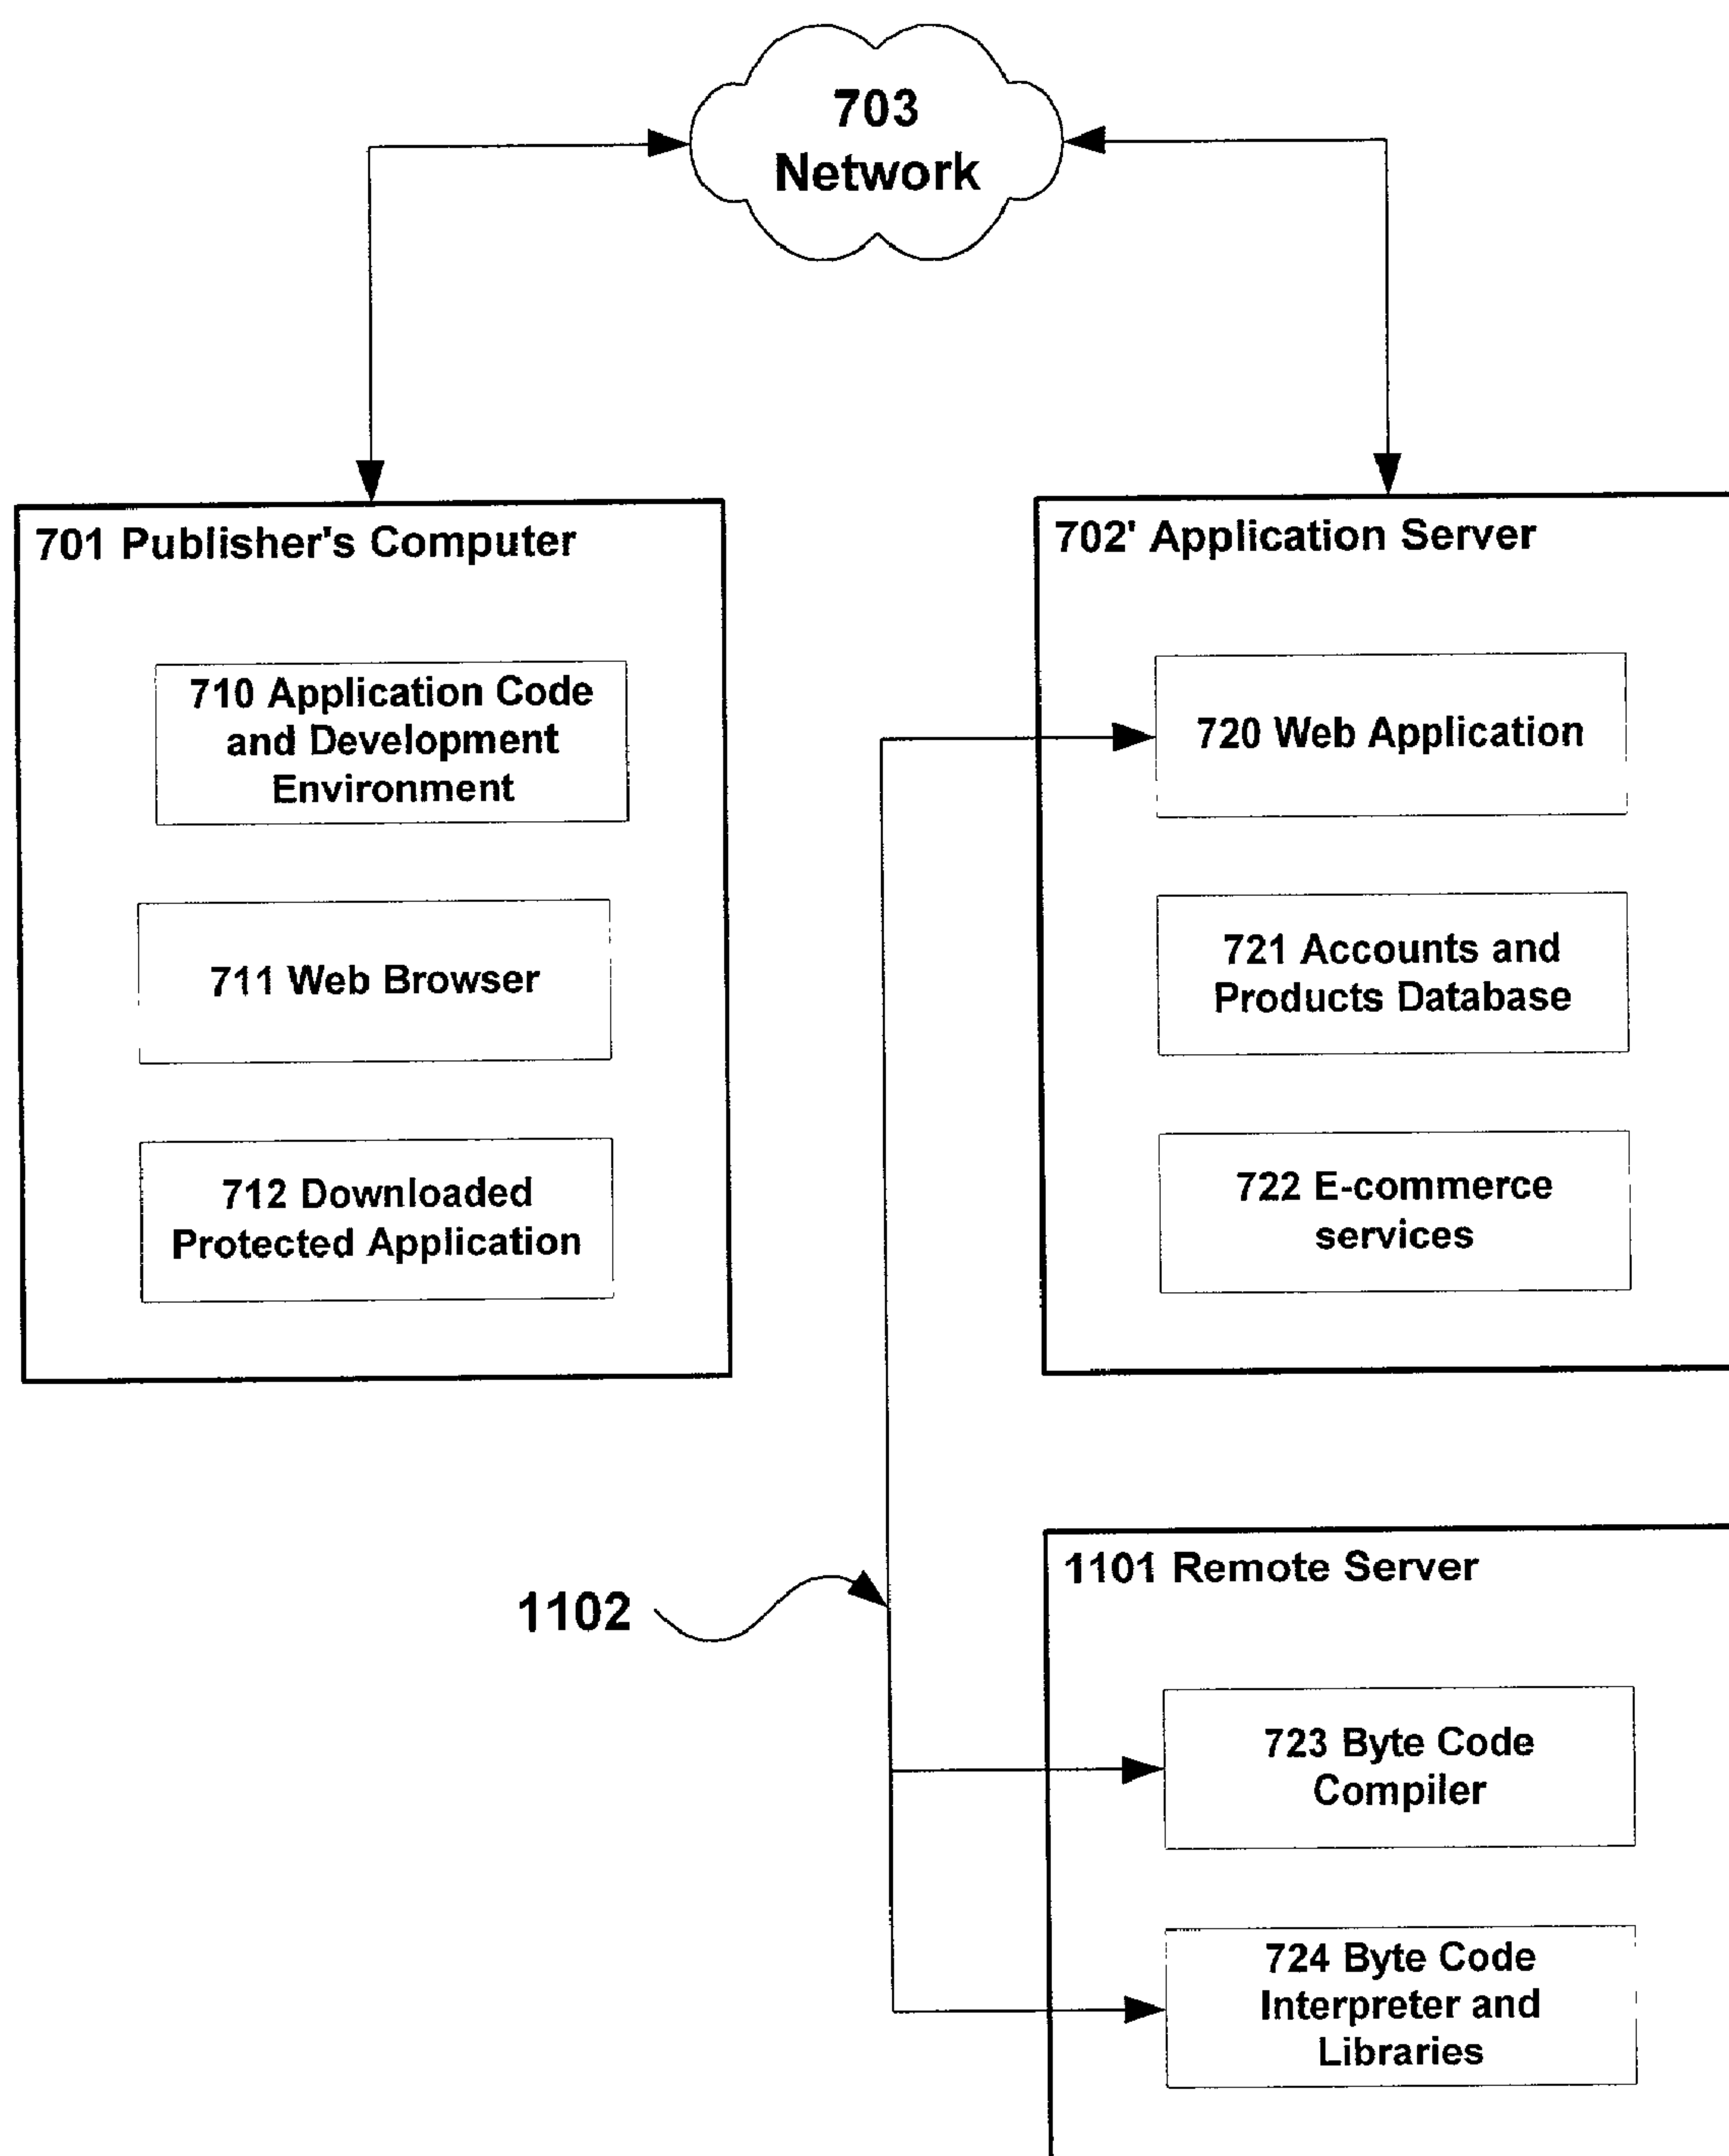 703
Network
701 Publisher's Computer
710 Application Code
and Development
Environment
711 Web Browser
712 Downloaded
Protected Application
702' Application Server
720 Web Application
721 Accounts and
Products Database
722 E-commerce
services
1102
1101 Remote Server
723 Byte Code
Compiler
724 Byte Code
Interpreter and
Libraries